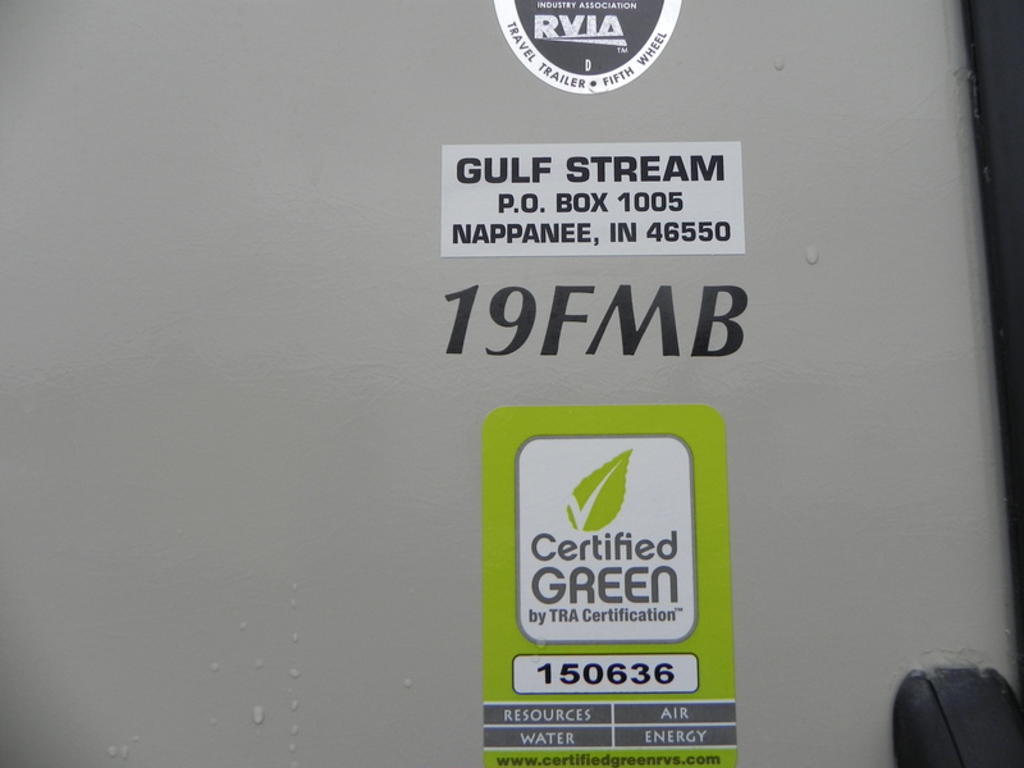 INDUSTRY ASSOCIATION
RVIA
TM
D
TRAVEL TRAILER • FIFTH WHEEL
GULF STREAM
P.O. BOX 1005
NAPPANEE, IN 46550
19FMB
Certified
GREEN
by TRA Certification™
150636
RESOURCES AIR
WATER ENERGY
www.certifiedgreenrvs.com